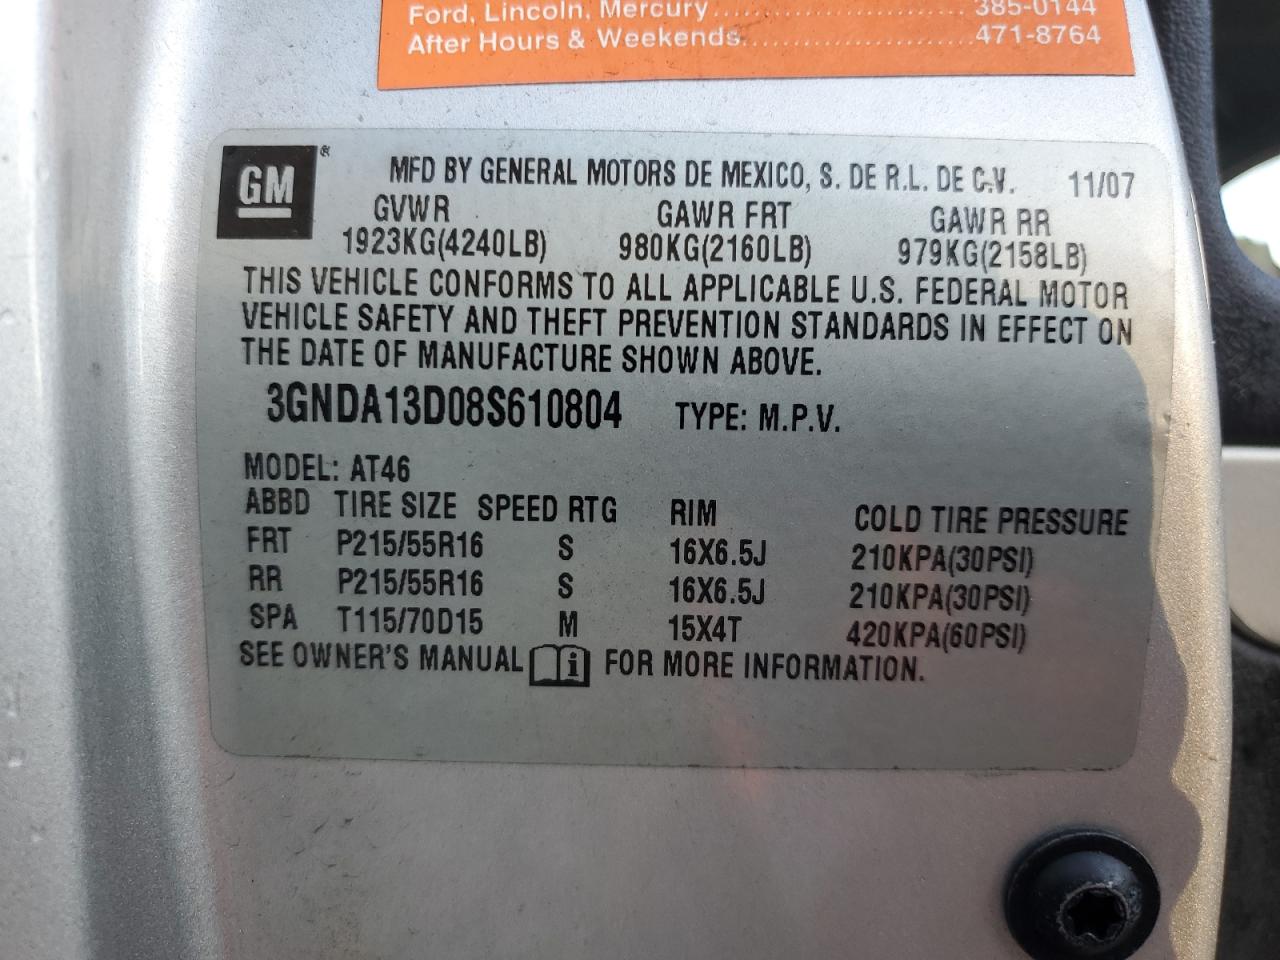 Ford, Lincoln, Mercury........................385-0144
After Hours & Weekends........................471-8764
GM®
MFD BY GENERAL MOTORS DE MEXICO, S. DE R.L. DE C.V. 11/07
GVWR GAWR FRT GAWR RR
1923KG(4240LB) 980KG(2160LB) 979KG(2158LB)
THIS VEHICLE CONFORMS TO ALL APPLICABLE U.S. FEDERAL MOTOR
VEHICLE SAFETY AND THEFT PREVENTION STANDARDS IN EFFECT ON
THE DATE OF MANUFACTURE SHOWN ABOVE.
3GNDA13D08S610804 TYPE: M.P.V.
MODEL: AT46
ABBD TIRE SIZE SPEED RTG RIM COLD TIRE PRESSURE
FRT P215/55R16 S 16X6.5J 210KPA(30PSI)
RR P215/55R16 S 16X6.5J 210KPA(30PSI)
SPA T115/70D15 M 15X4T 420KPA(60PSI)
SEE OWNER'S MANUAL FOR MORE INFORMATION.